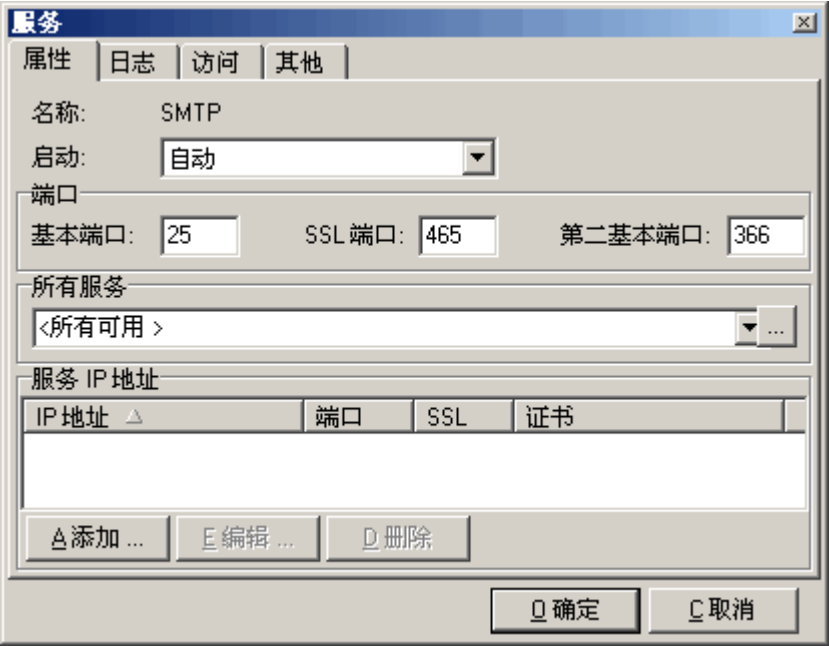 服务
属性 日志 访问 其他
名称: SMTP
启动: 自动
端口
基本端口: 25 SSL 端口: 465 第二基本端口: 366
所有服务
<所有可用 > ...
服务 IP 地址
IP 地址 端口 SSL 证书
A 添加 ... E 编辑 ... D 删除
O 确定 C 取消